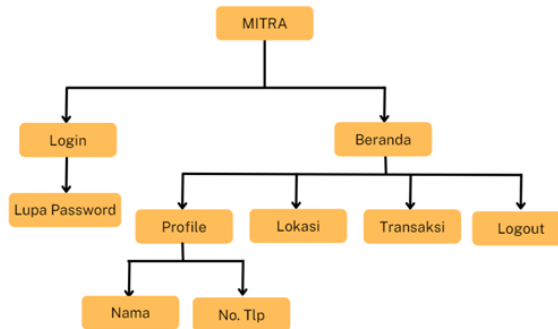 MITRA
Login
Beranda
Lupa Password
Profile
Lokasi
Transaksi
Logout
Nama
No. Tlp